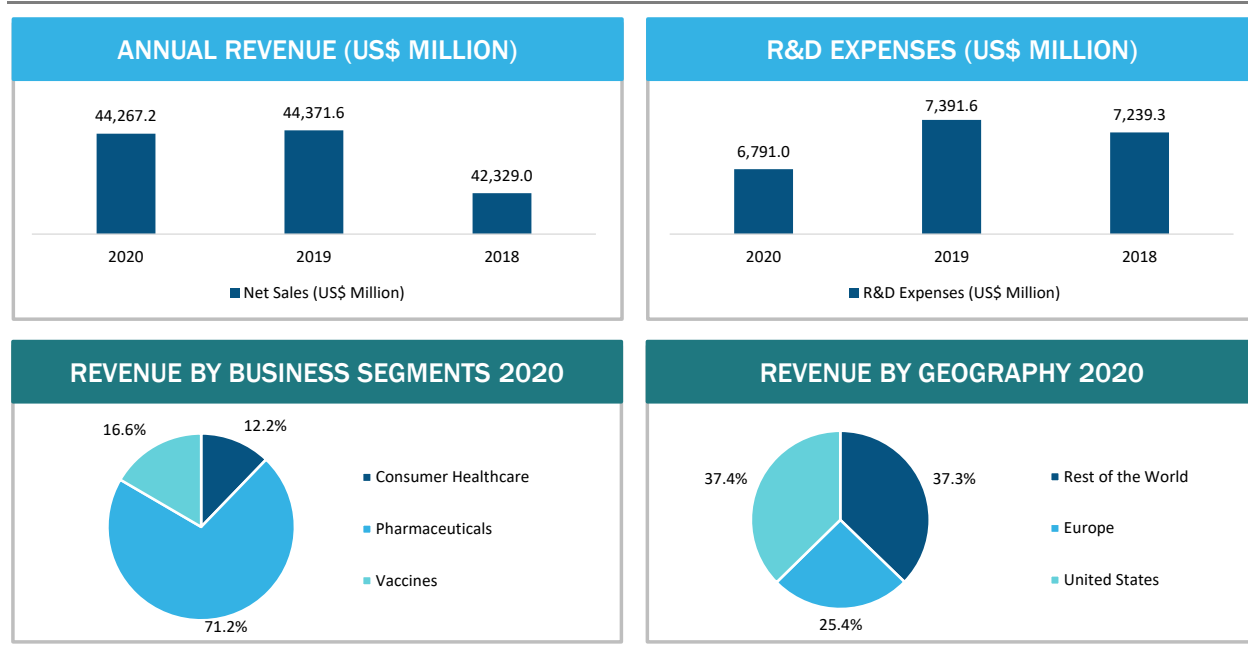 ANNUAL REVENUE (US$ MILLION)
44,267.2
44,371.6
42,329.0
2020
2019
2018
Net Sales (US$ Million)
R&D EXPENSES (US$ MILLION)
6,791.0
7,391.6
7,239.3
2020
2019
2018
R&D Expenses (US$ Million)
REVENUE BY BUSINESS SEGMENTS 2020
16.6%
12.2%
71.2%
Consumer Healthcare
Pharmaceuticals
Vaccines
REVENUE BY GEOGRAPHY 2020
37.4%
37.3%
25.4%
Rest of the World
Europe
United States